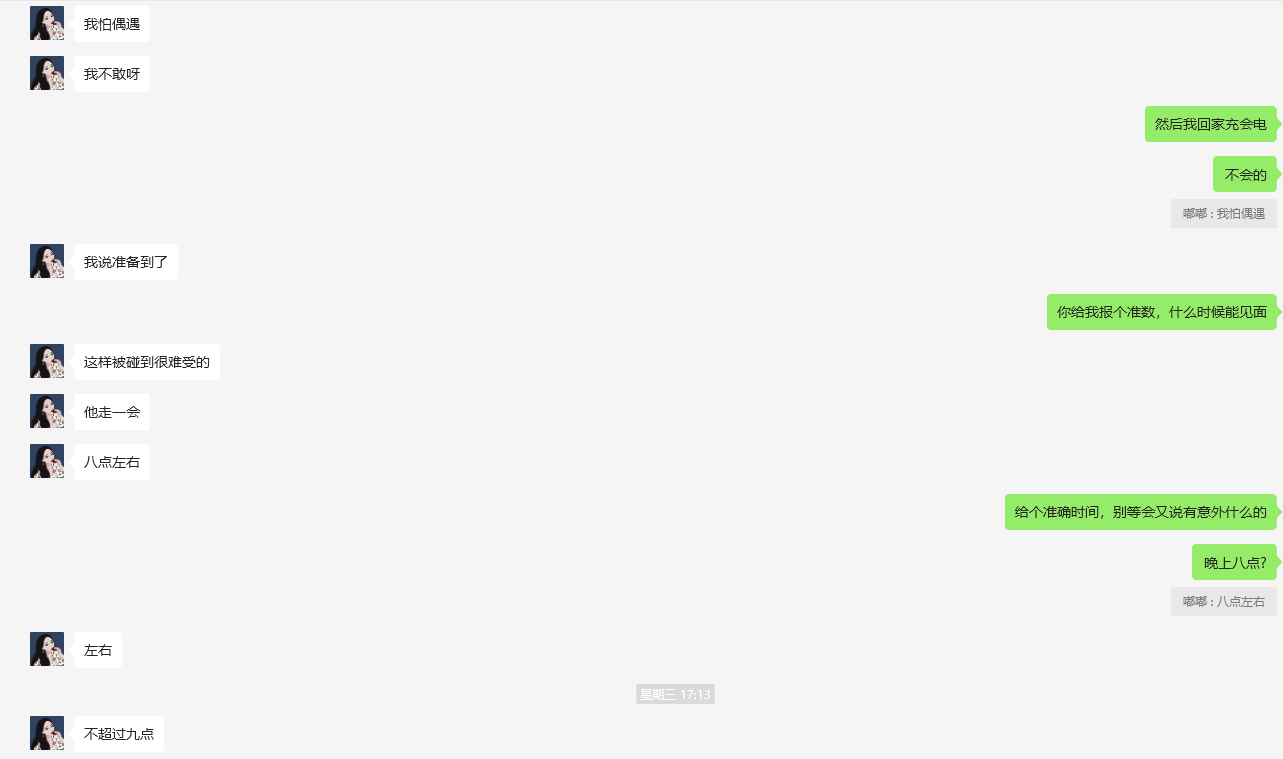 我怕偶遇
我不敢呀
然后我回家充会电
不会的
嘟嘟 : 我怕偶遇
我说准备到了
你给我报个准数，什么时候能见面
这样被碰到很难受的
他走一会
八点左右
给个准确时间，别等会又说有意外什么的
晚上八点?
嘟嘟 : 八点左右
左右
星期三 17:13
不超过九点